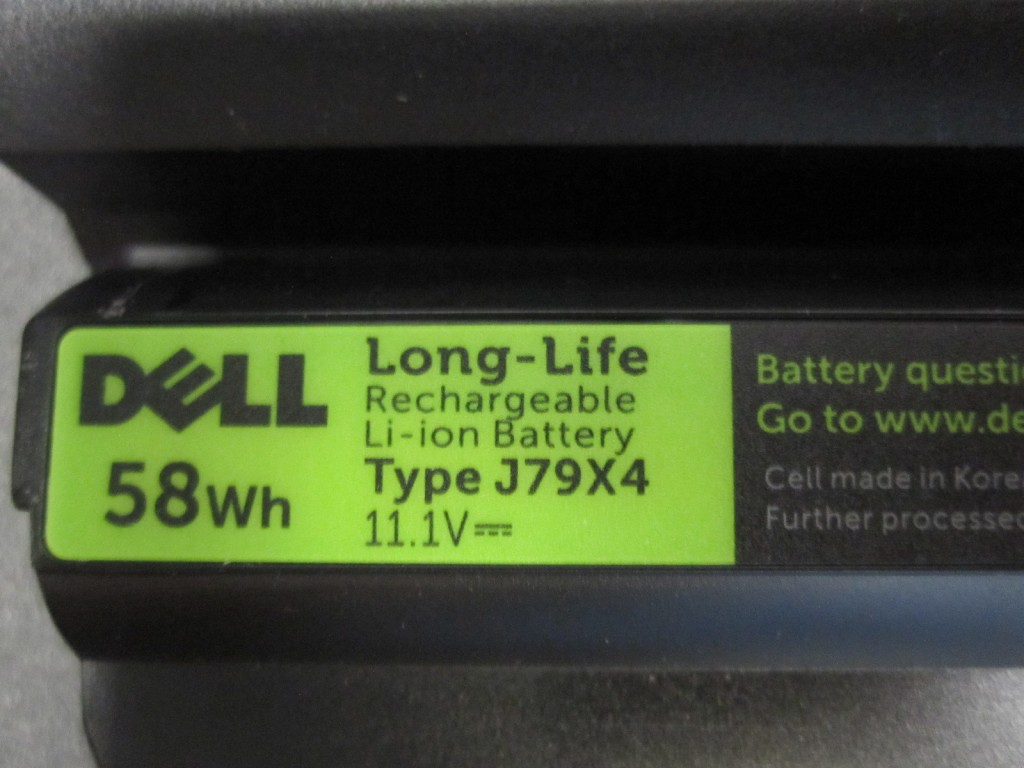 DELL
58Wh
Long-Life
Rechargeable
Li-ion Battery
Type J79X4
11.1V⎓
Battery questi
Go to www.de
Cell made in Kore
Further processed